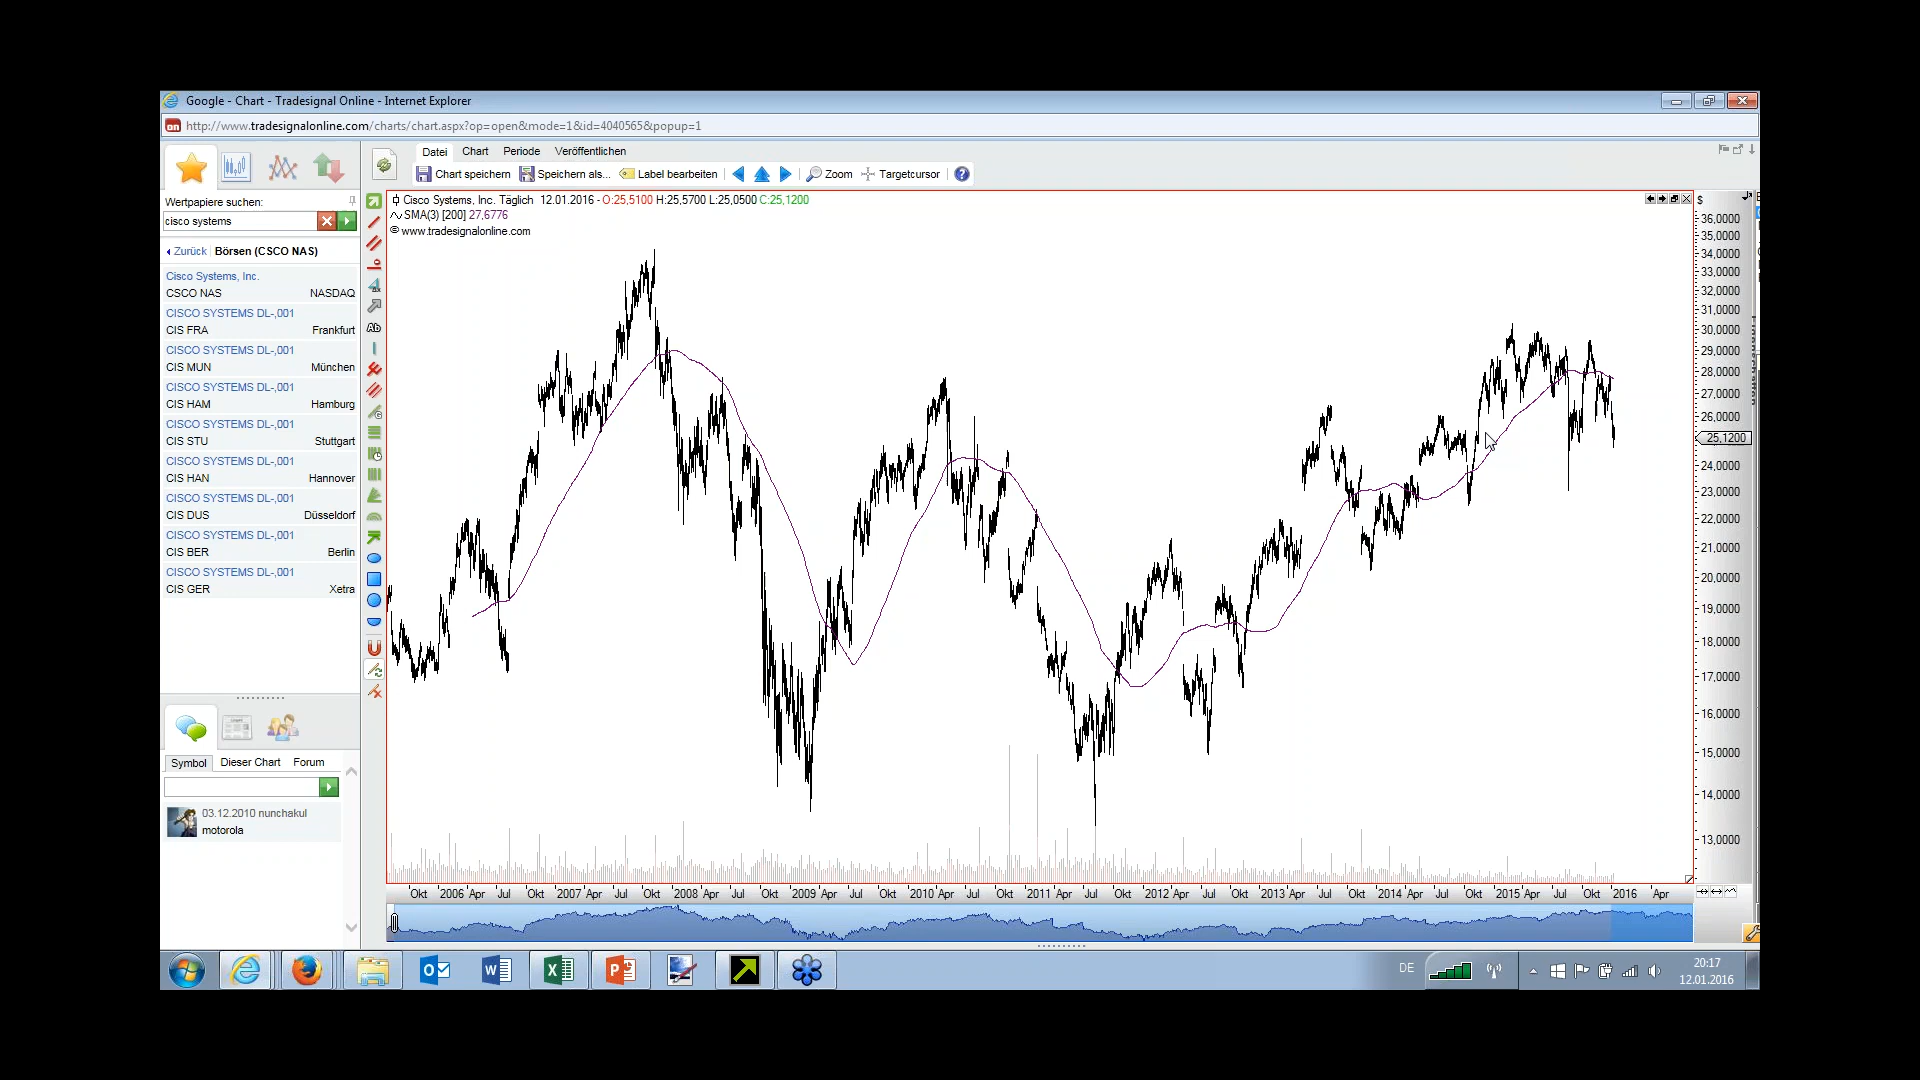 Google - Chart - Tradesignal Online - Internet Explorer
on http://www.tradesignalonline.com/charts/chart.aspx?op=open&mode=1&id=4040565&popup=1
Datei Chart Periode Veröffentlichen
Chart speichern Speichern als... Label bearbeiten Zoom Targetcursor ?
Wertpapiere suchen:
cisco systems
Zurück Börsen (CSCO NAS)
Cisco Systems, Inc.
CSCO NAS NASDAQ
CISCO SYSTEMS DL-,001
CIS FRA Frankfurt
CISCO SYSTEMS DL-,001
CIS MUN München
CISCO SYSTEMS DL-,001
CIS HAM Hamburg
CISCO SYSTEMS DL-,001
CIS STU Stuttgart
CISCO SYSTEMS DL-,001
CIS HAN Hannover
CISCO SYSTEMS DL-,001
CIS DUS Düsseldorf
CISCO SYSTEMS DL-,001
CIS BER Berlin
CISCO SYSTEMS DL-,001
CIS GER Xetra
Symbol Dieser Chart Forum
03.12.2010 nunchakul
motorola
Ab
Cisco Systems, Inc. Täglich 12.01.2016 - O:25,5100 H:25,5700 L:25,0500 C:25,1200
SMA(3) [200] 27,6776
© www.tradesignalonline.com
$
36,0000
35,0000
34,0000
33,0000
32,0000
31,0000
30,0000
29,0000
28,0000
27,0000
26,0000
25,1200
24,0000
23,0000
22,0000
21,0000
20,0000
19,0000
18,0000
17,0000
16,0000
15,0000
14,0000
13,0000
Okt 2006 Apr Jul Okt 2007 Apr Jul Okt 2008 Apr Jul Okt 2009 Apr Jul Okt 2010 Apr Jul Okt 2011 Apr Jul Okt 2012 Apr Jul Okt 2013 Apr Jul Okt 2014 Apr Jul Okt 2015 Apr Jul Okt 2016 Apr
DE
20:17
12.01.2016